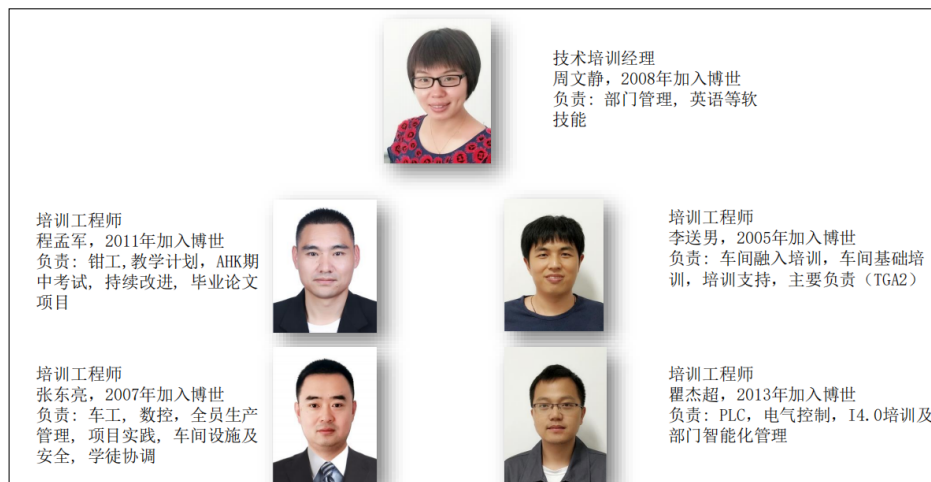 技术培训经理
周文静，2008年加入博世
负责：部门管理, 英语等软
技能
培训工程师
程孟军，2011年加入博世
负责：钳工,教学计划，AHK期
中考试, 持续改进, 毕业论文
项目
培训工程师
李送男，2005年加入博世
负责：车间融入培训，车间基础培
训，培训支持，主要负责（TGA2）
培训工程师
张东亮，2007年加入博世
负责：车工, 数控，全员生产
管理, 项目实践, 车间设施及
安全, 学徒协调
培训工程师
瞿杰超，2013年加入博世
负责：PLC，电气控制，I4.0培训及
部门智能化管理